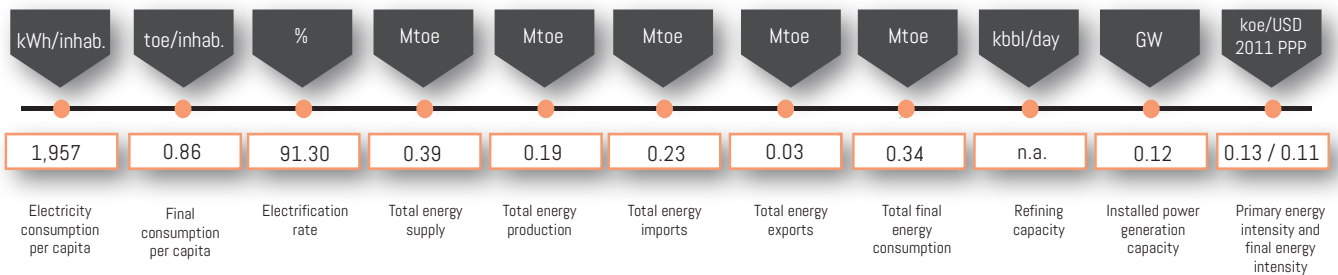 kWh/inhab.
toe/inhab.
%
Mtoe
Mtoe
Mtoe
Mtoe
Mtoe
kbbl/day
GW
koe/USD
2011 PPP
1,957
0.86
91.30
0.39
0.19
0.23
0.03
0.34
n.a.
0.12
0.13 / 0.11
Electricity
consumption
per capita
Final
consumption
per capita
Electrification
rate
Total energy
supply
Total energy
production
Total energy
imports
Total energy
exports
Total final
energy
consumption
Refining
capacity
Installed power
generation
capacity
Primary energy
intensity and
final energy
intensity